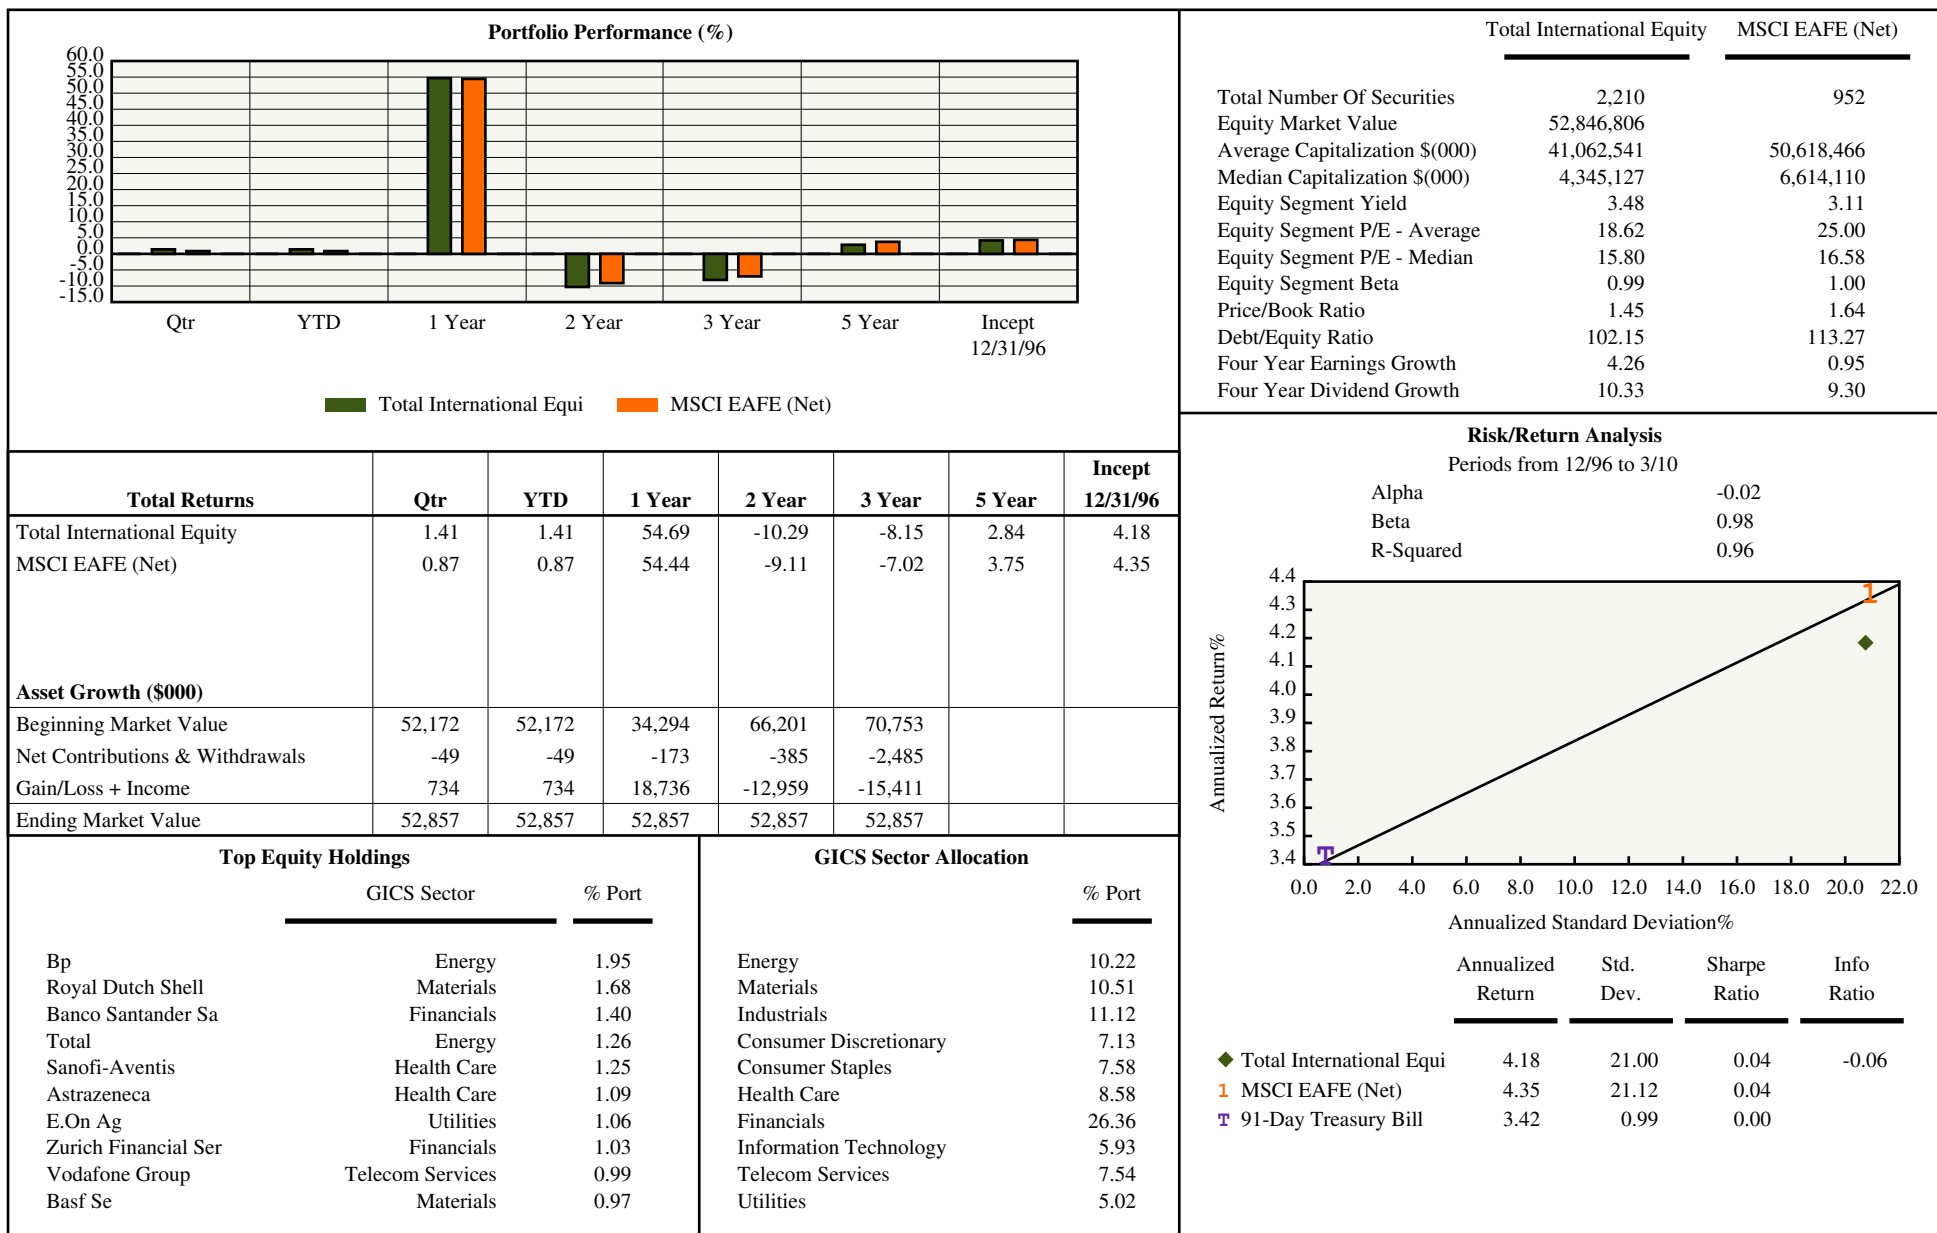 Portfolio Performance (%)
60.0
55.0
50.0
45.0
40.0
35.0
30.0
25.0
20.0
15.0
10.0
5.0
0.0
-5.0
-10.0
-15.0
Qtr YTD 1 Year 2 Year 3 Year 5 Year Incept
12/31/96
Total International Equi MSCI EAFE (Net)
Total International Equity MSCI EAFE (Net)
Total Number Of Securities 2,210 952
Equity Market Value 52,846,806
Average Capitalization $(000) 41,062,541 50,618,466
Median Capitalization $(000) 4,345,127 6,614,110
Equity Segment Yield 3.48 3.11
Equity Segment P/E - Average 18.62 25.00
Equity Segment P/E - Median 15.80 16.58
Equity Segment Beta 0.99 1.00
Price/Book Ratio 1.45 1.64
Debt/Equity Ratio 102.15 113.27
Four Year Earnings Growth 4.26 0.95
Four Year Dividend Growth 10.33 9.30
Incept
Total Returns Qtr YTD 1 Year 2 Year 3 Year 5 Year 12/31/96
Total International Equity 1.41 1.41 54.69 -10.29 -8.15 2.84 4.18
MSCI EAFE (Net) 0.87 0.87 54.44 -9.11 -7.02 3.75 4.35
Asset Growth ($000)
Beginning Market Value 52,172 52,172 34,294 66,201 70,753
Net Contributions & Withdrawals -49 -49 -173 -385 -2,485
Gain/Loss + Income 734 734 18,736 -12,959 -15,411
Ending Market Value 52,857 52,857 52,857 52,857 52,857
Risk/Return Analysis
Periods from 12/96 to 3/10
Alpha -0.02
Beta 0.98
R-Squared 0.96
Annualized Return%
4.4
4.3
4.2
4.1
4.0
3.9
3.8
3.7
3.6
3.5
3.4
1
T
0.0 2.0 4.0 6.0 8.0 10.0 12.0 14.0 16.0 18.0 20.0 22.0
Annualized Standard Deviation%
Annualized Std. Sharpe Info
Return Dev. Ratio Ratio
Total International Equi 4.18 21.00 0.04 -0.06
1 MSCI EAFE (Net) 4.35 21.12 0.04
T 91-Day Treasury Bill 3.42 0.99 0.00
Top Equity Holdings
GICS Sector % Port
Bp Energy 1.95
Royal Dutch Shell Materials 1.68
Banco Santander Sa Financials 1.40
Total Energy 1.26
Sanofi-Aventis Health Care 1.25
Astrazeneca Health Care 1.09
E.On Ag Utilities 1.06
Zurich Financial Ser Financials 1.03
Vodafone Group Telecom Services 0.99
Basf Se Materials 0.97
GICS Sector Allocation
% Port
Energy 10.22
Materials 10.51
Industrials 11.12
Consumer Discretionary 7.13
Consumer Staples 7.58
Health Care 8.58
Financials 26.36
Information Technology 5.93
Telecom Services 7.54
Utilities 5.02